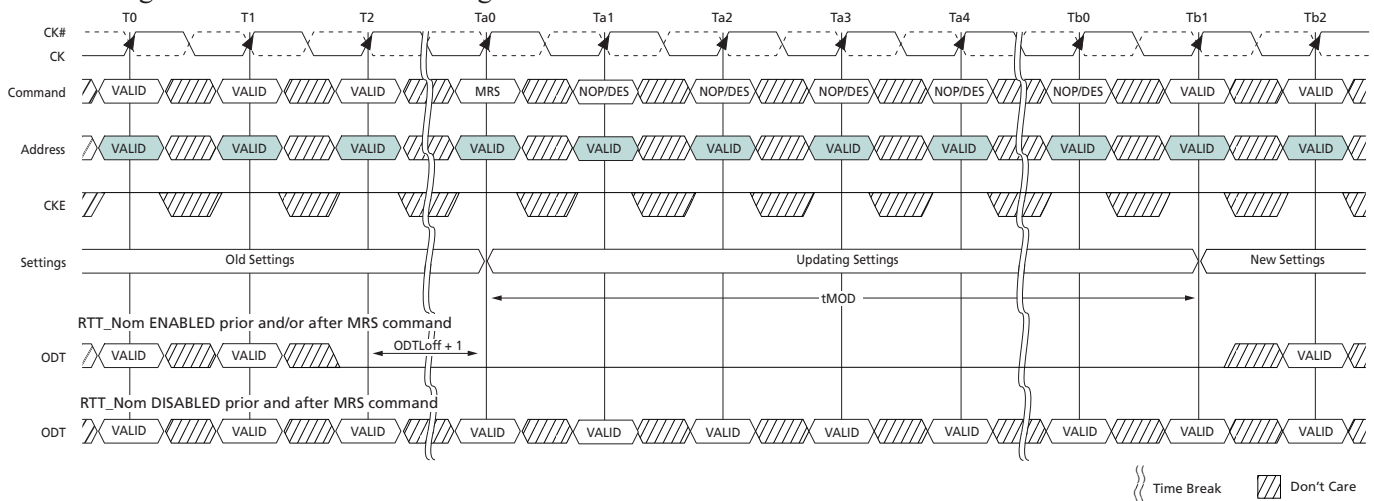 T0 T1 T2 Ta0 Ta1 Ta2 Ta3 Ta4 Tb0 Tb1 Tb2
CK#
CK
Command VALID VALID VALID MRS NOP/DES NOP/DES NOP/DES NOP/DES NOP/DES VALID VALID
Address VALID VALID VALID VALID VALID VALID VALID VALID VALID VALID VALID
CKE
Settings Old Settings Updating Settings New Settings
tMOD
RTT_Nom ENABLED prior and/or after MRS command
ODTLoff + 1
ODT VALID VALID VALID
RTT_Nom DISABLED prior and after MRS command
ODT VALID VALID VALID VALID VALID VALID VALID VALID VALID VALID VALID
Time Break Don't Care